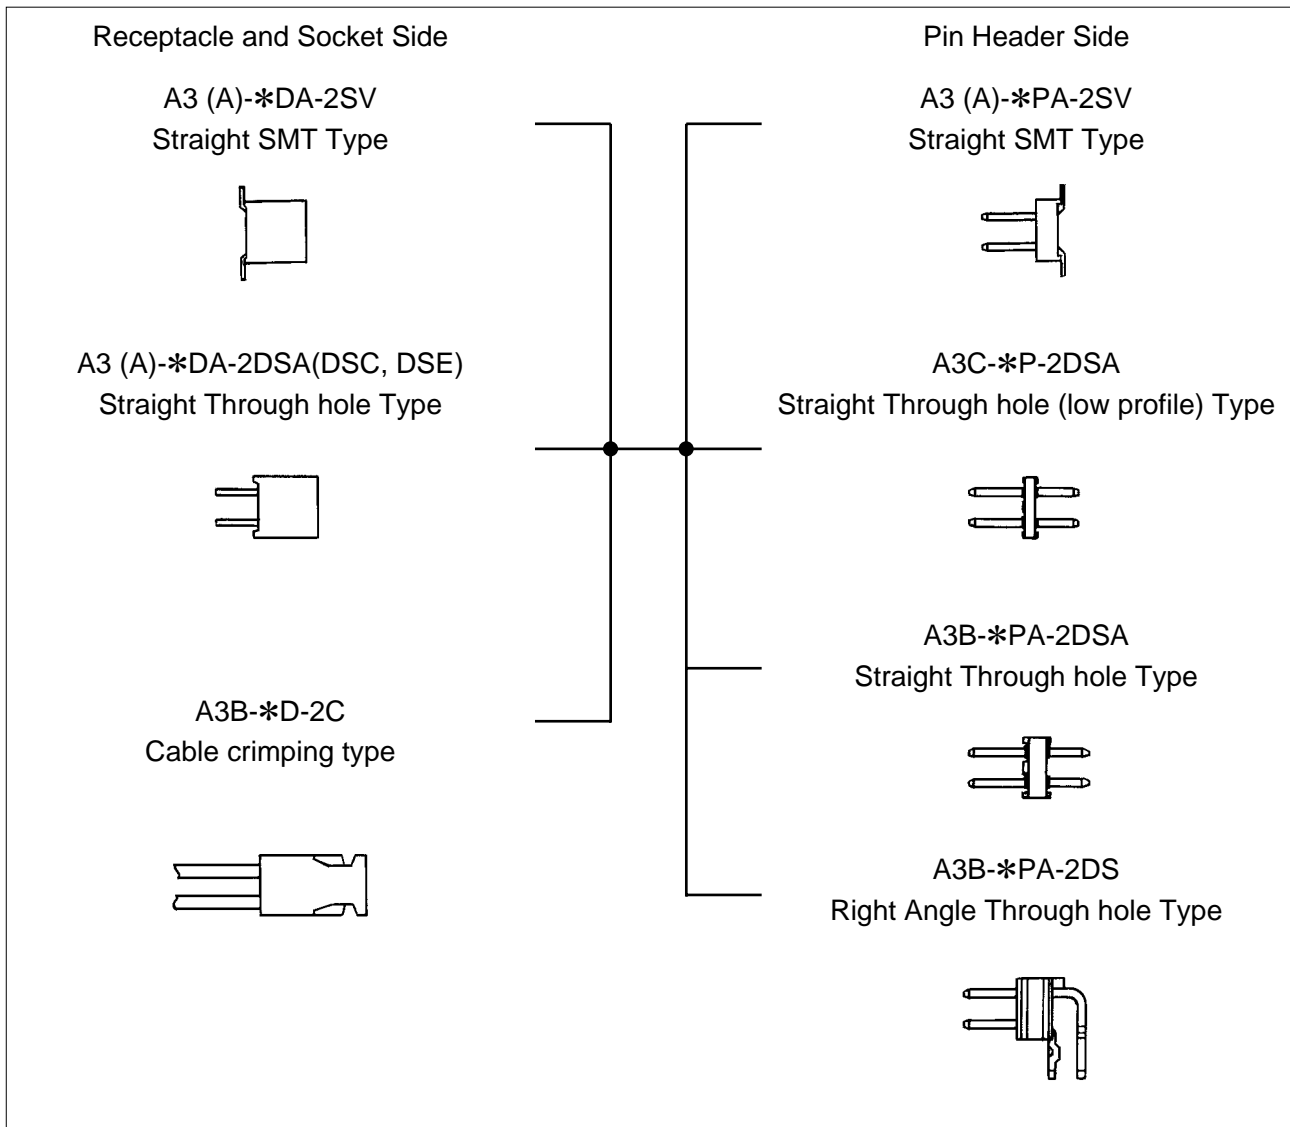 Receptacle and Socket Side
A3 (A)-✻DA-2SV
Straight SMT Type
A3 (A)-✻DA-2DSA(DSC, DSE)
Straight Through hole Type
A3B-✻D-2C
Cable crimping type
Pin Header Side
A3 (A)-✻PA-2SV
Straight SMT Type
A3C-✻P-2DSA
Straight Through hole (low profile) Type
A3B-✻PA-2DSA
Straight Through hole Type
A3B-✻PA-2DS
Right Angle Through hole Type